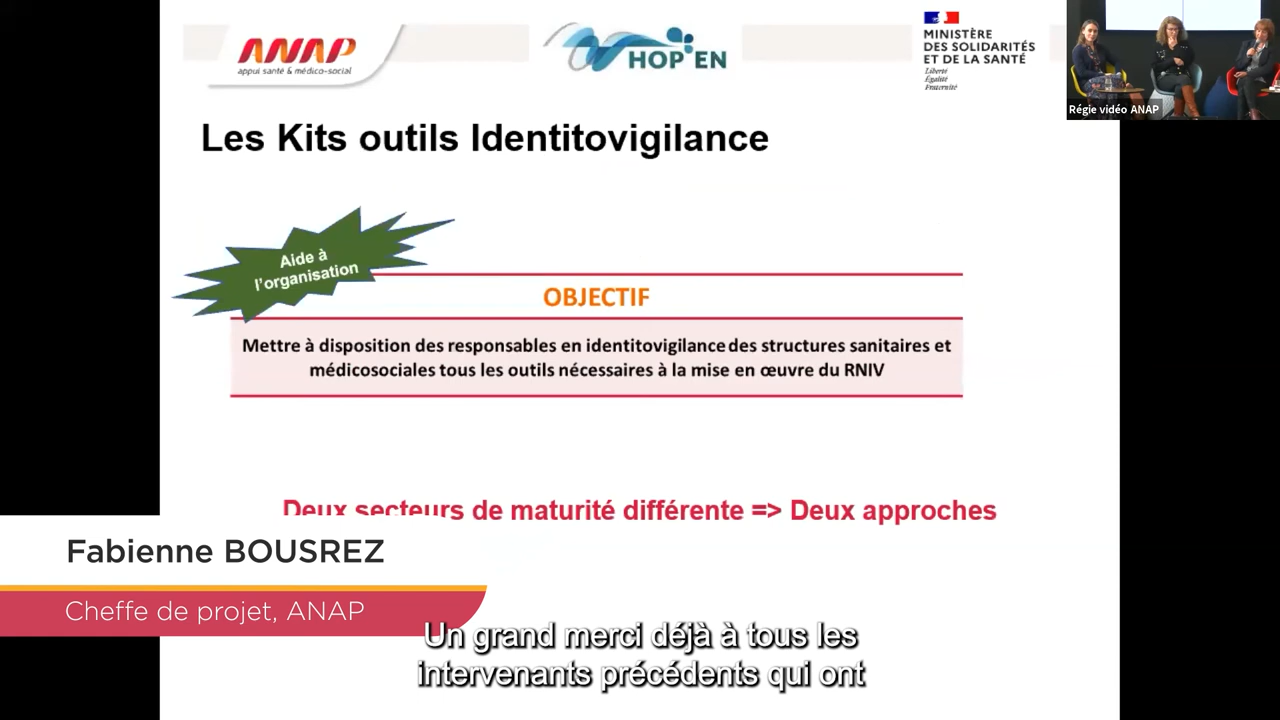 ANAP
appui santé & médico-social
HOP'EN
MINISTÈRE
DES SOLIDARITÉS
ET DE LA SANTÉ
Liberté
Égalité
Fraternité
Régie vidéo ANAP
Les Kits outils Identitovigilance
Aide à
l'organisation
OBJECTIF
Mettre à disposition des responsables en identitovigilance des structures sanitaires et
médicosociales tous les outils nécessaires à la mise en œuvre du RNIV
Deux secteurs de maturité différente => Deux approches
Fabienne BOUSREZ
Cheffe de projet, ANAP
Un grand merci déjà à tous les
intervenants précédents qui ont